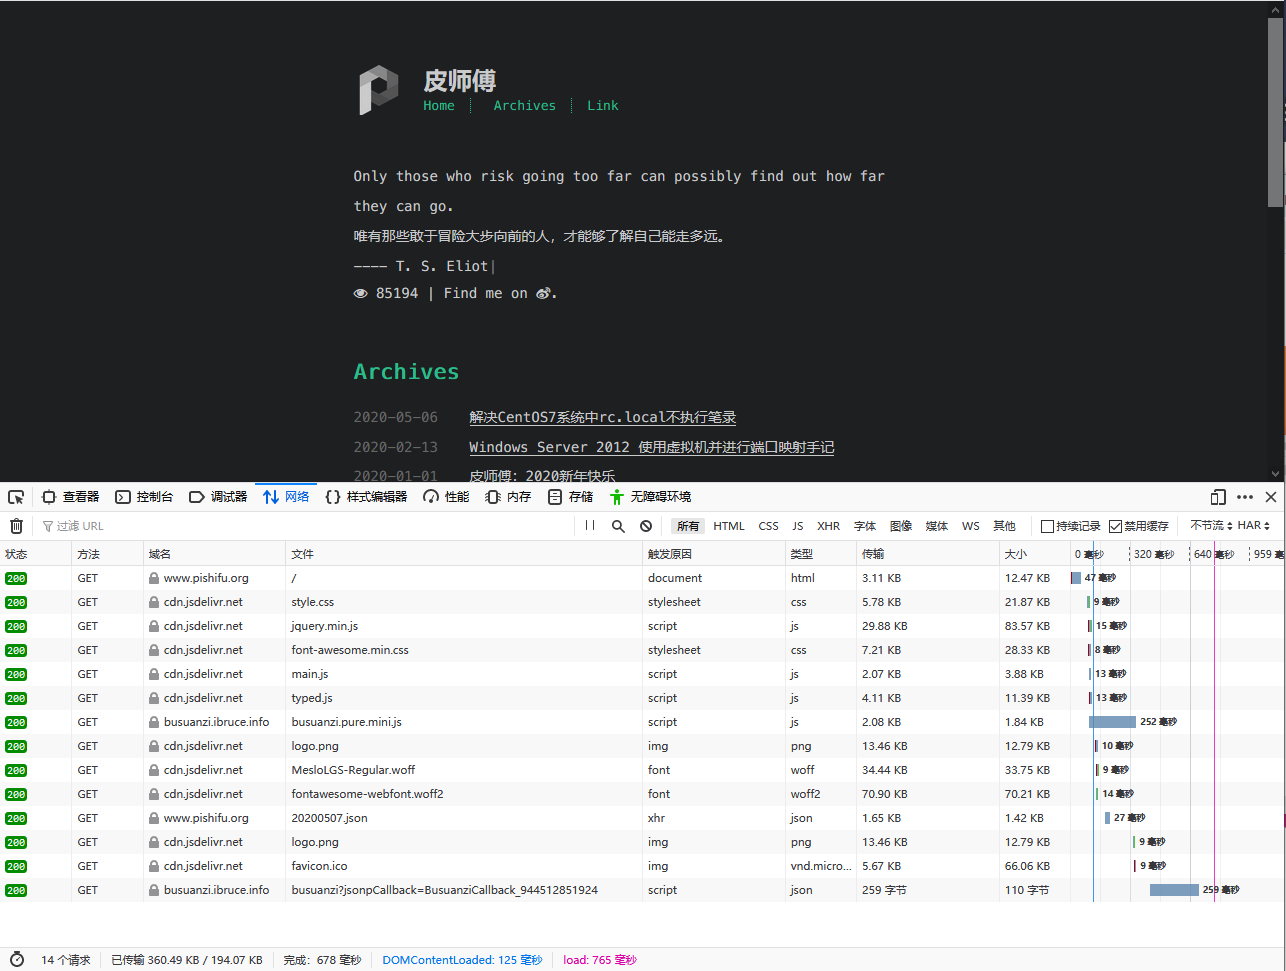 皮师傅
Home Archives Link
Only those who risk going too far can possibly find out how far
they can go.
唯有那些敢于冒险大步向前的人，才能够了解自己能走多远。
---- T. S. Eliot|
85194 | Find me on .
Archives
2020-05-06 解决CentOS7系统中rc.local不执行笔录
2020-02-13 Windows Server 2012 使用虚拟机并进行端口映射手记
2020-01-01 皮师傅：2020新年快乐
查看器 控制台 调试器 网络 样式编辑器 性能 内存 存储 无障碍环境
过滤 URL 所有 HTML CSS JS XHR 字体 图像 媒体 WS 其他 持续记录 禁用缓存 不节流 HAR
状态 方法 域名 文件 触发原因 类型 传输 大小 0 毫秒 320 毫秒 640 毫秒 959 毫
200 GET www.pishifu.org / document html 3.11 KB 12.47 KB 47 毫秒
200 GET cdn.jsdelivr.net style.css stylesheet css 5.78 KB 21.87 KB 9 毫秒
200 GET cdn.jsdelivr.net jquery.min.js script js 29.88 KB 83.57 KB 15 毫秒
200 GET cdn.jsdelivr.net font-awesome.min.css stylesheet css 7.21 KB 28.33 KB 8 毫秒
200 GET cdn.jsdelivr.net main.js script js 2.07 KB 3.88 KB 13 毫秒
200 GET cdn.jsdelivr.net typed.js script js 4.11 KB 11.39 KB 13 毫秒
200 GET busuanzi.ibruce.info busuanzi.pure.mini.js script js 2.08 KB 1.84 KB 252 毫秒
200 GET cdn.jsdelivr.net logo.png img png 13.46 KB 12.79 KB 10 毫秒
200 GET cdn.jsdelivr.net MesloLGS-Regular.woff font woff 34.44 KB 33.75 KB 9 毫秒
200 GET cdn.jsdelivr.net fontawesome-webfont.woff2 font woff2 70.90 KB 70.21 KB 14 毫秒
200 GET www.pishifu.org 20200507.json xhr json 1.65 KB 1.42 KB 27 毫秒
200 GET cdn.jsdelivr.net logo.png img png 13.46 KB 12.79 KB 9 毫秒
200 GET cdn.jsdelivr.net favicon.ico img vnd.micro... 5.67 KB 66.06 KB 9 毫秒
200 GET busuanzi.ibruce.info busuanzi?jsonpCallback=BusuanziCallback_944512851924 script json 259 字节 110 字节 259 毫秒
14 个请求 已传输 360.49 KB / 194.07 KB 完成：678 毫秒 DOMContentLoaded: 125 毫秒 load: 765 毫秒